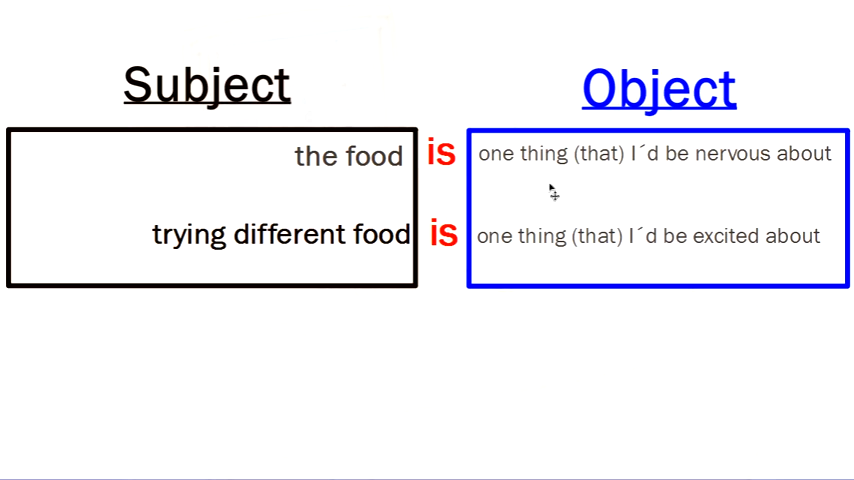 Subject Object
the food is one thing (that) I´d be nervous about
trying different food is one thing (that) I´d be excited about